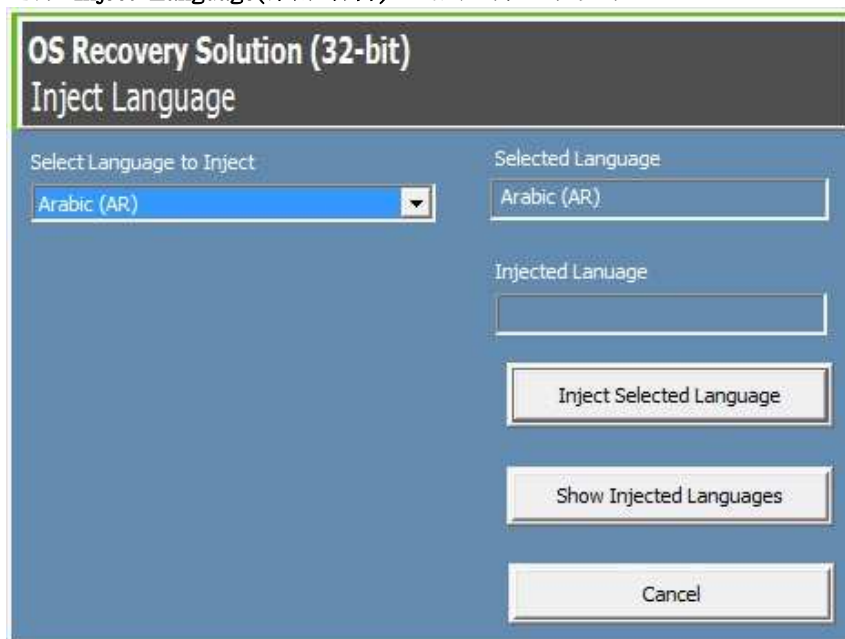 OS Recovery Solution (32-bit)
Inject Language
Select Language to Inject
Arabic (AR)
Selected Language
Arabic (AR)
Injected Lanuage
Inject Selected Language
Show Injected Languages
Cancel